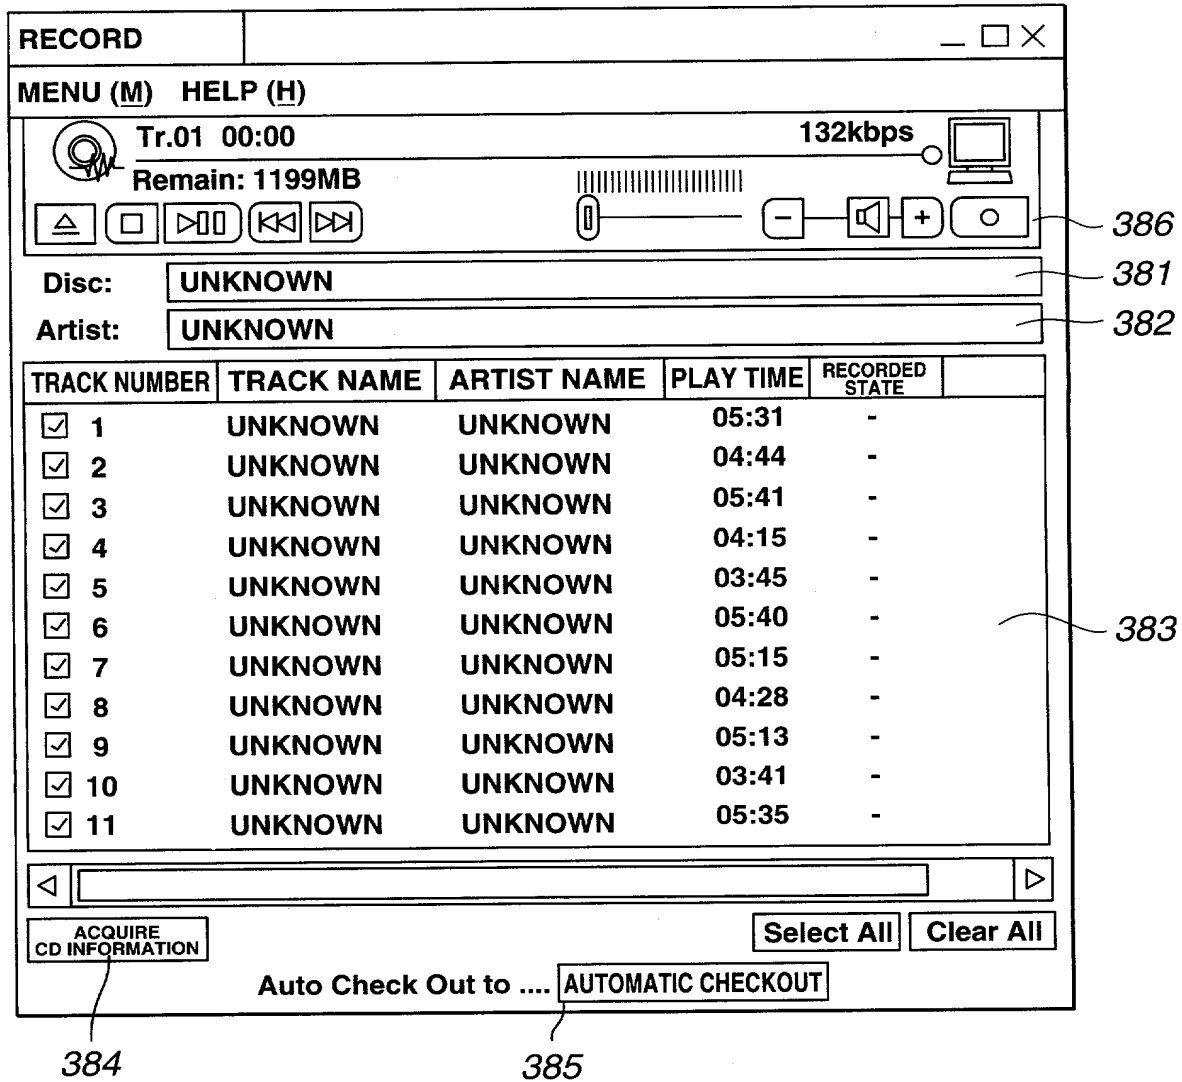 RECORD
MENU (M) HELP (H)
Tr.01 00:00 132kbps
Remain: 1199MB
386
Disc: UNKNOWN 381
Artist: UNKNOWN 382
TRACK NUMBER TRACK NAME ARTIST NAME PLAY TIME RECORDED STATE
1 UNKNOWN UNKNOWN 05:31 -
2 UNKNOWN UNKNOWN 04:44 -
3 UNKNOWN UNKNOWN 05:41 -
4 UNKNOWN UNKNOWN 04:15 -
5 UNKNOWN UNKNOWN 03:45 -
6 UNKNOWN UNKNOWN 05:40 -
383
7 UNKNOWN UNKNOWN 05:15 -
8 UNKNOWN UNKNOWN 04:28 -
9 UNKNOWN UNKNOWN 05:13 -
10 UNKNOWN UNKNOWN 03:41 -
11 UNKNOWN UNKNOWN 05:35 -
ACQUIRE
CD INFORMATION
Select All Clear All
Auto Check Out to .... AUTOMATIC CHECKOUT
384 385